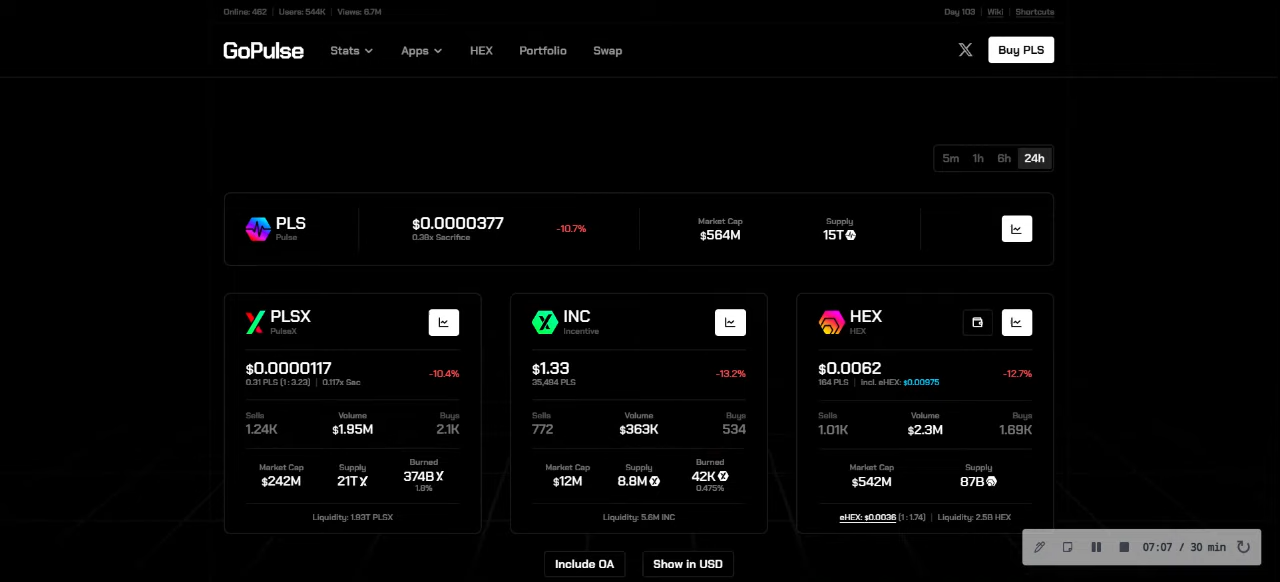 Online: 462 | Users: 544K | Views: 6.7M
Day 103 | Wiki | Shortcuts
GoPulse
Stats
Apps
HEX
Portfolio
Swap
Buy PLS
5m 1h 6h 24h
PLS
Pulse
$0.0000377
0.38x Sacrifice
-10.7%
Market Cap
$564M
Supply
15T
PLSX
PulseX
$0.0000117
0.31 PLS (1 : 3.23) | 0.117x Sac
-10.4%
Sells
1.24K
Volume
$1.95M
Buys
2.1K
Market Cap
$242M
Supply
21T
Burned
374B
1.8%
Liquidity: 1.93T PLSX
INC
Incentive
$1.33
35,494 PLS
-13.2%
Sells
772
Volume
$363K
Buys
534
Market Cap
$12M
Supply
8.8M
Burned
42K
0.475%
Liquidity: 5.6M INC
HEX
HEX
$0.0062
164 PLS | Incl. eHEX: $0.00975
-12.7%
Sells
1.01K
Volume
$2.3M
Buys
1.69K
Market Cap
$542M
Supply
87B
eHEX: $0.0036 (1 : 1.74) | Liquidity: 2.5B HEX
Include OA
Show in USD
07:07 / 30 min